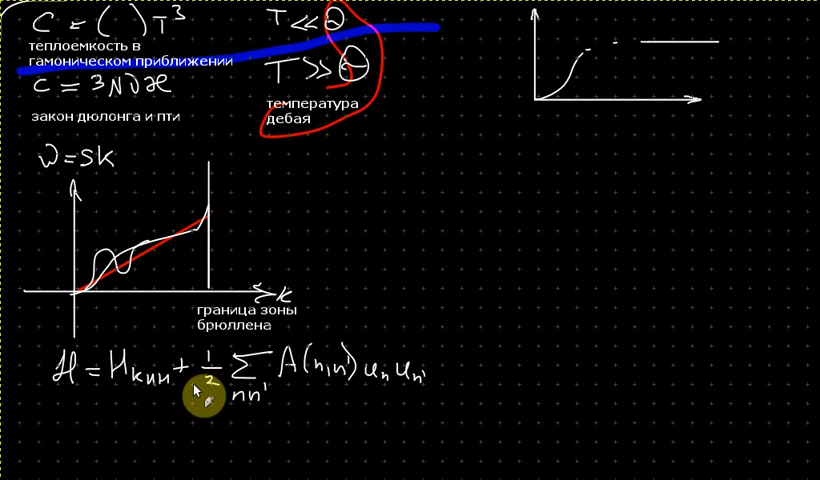 C = ( ) T³ T << Θ
теплоемкость в
гамоническом приближении
T >> Θ
C = 3Nνϰ
температура
дебая
закон дюлонга и пти
ω = sk
k
граница зоны
брюллена
H = Hкин + 1/2 ∑nn' A(n,n') un un'